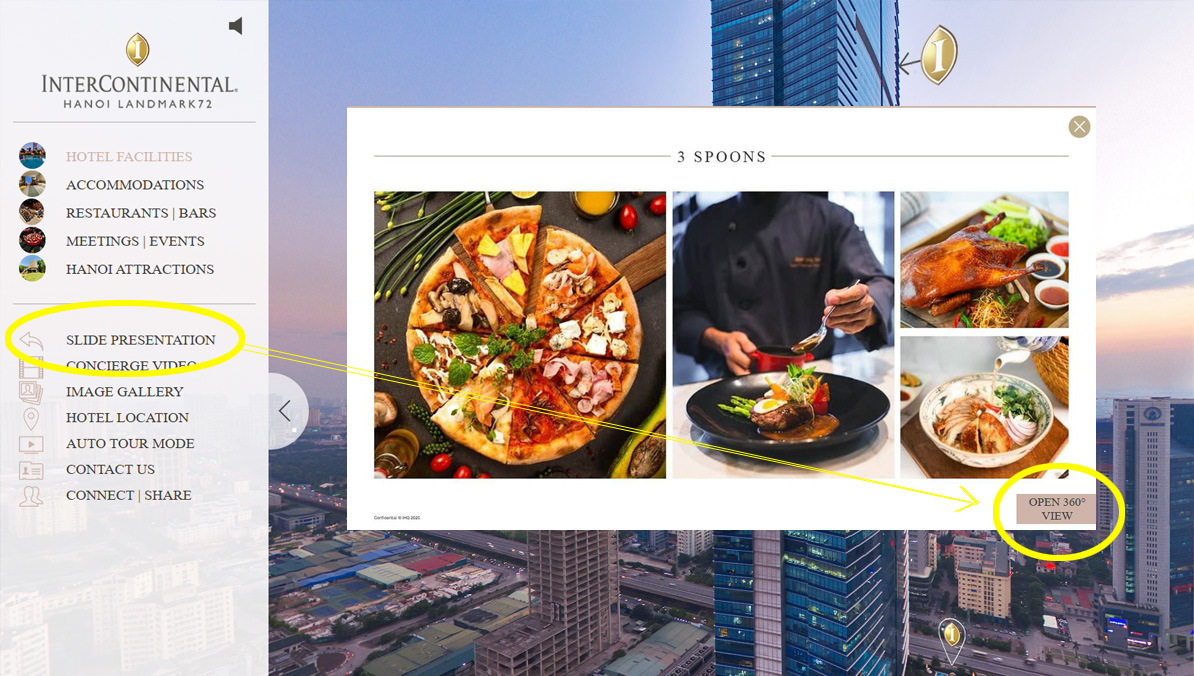 INTERCONTINENTAL®
HANOI LANDMARK72
HOTEL FACILITIES
ACCOMMODATIONS
RESTAURANTS | BARS
MEETINGS | EVENTS
HANOI ATTRACTIONS
SLIDE PRESENTATION
CONCIERGE VIDEO
IMAGE GALLERY
HOTEL LOCATION
AUTO TOUR MODE
CONTACT US
CONNECT | SHARE
3 SPOONS
Confidential © IHG 2020
OPEN 360°
VIEW